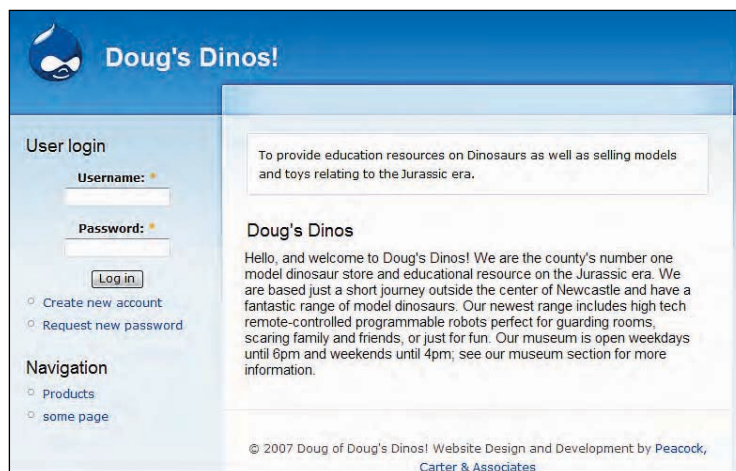 Doug's Dinos!
User login
Username: *
Password: *
Log in
Create new account
Request new password
Navigation
Products
some page
To provide education resources on Dinosaurs as well as selling models
and toys relating to the Jurassic era.
Doug's Dinos
Hello, and welcome to Doug's Dinos! We are the county's number one
model dinosaur store and educational resource on the Jurassic era. We
are based just a short journey outside the center of Newcastle and have a
fantastic range of model dinosaurs. Our newest range includes high tech
remote-controlled programmable robots perfect for guarding rooms,
scaring family and friends, or just for fun. Our museum is open weekdays
until 6pm and weekends until 4pm; see our museum section for more
information.
© 2007 Doug of Doug's Dinos! Website Design and Development by Peacock,
Carter & Associates